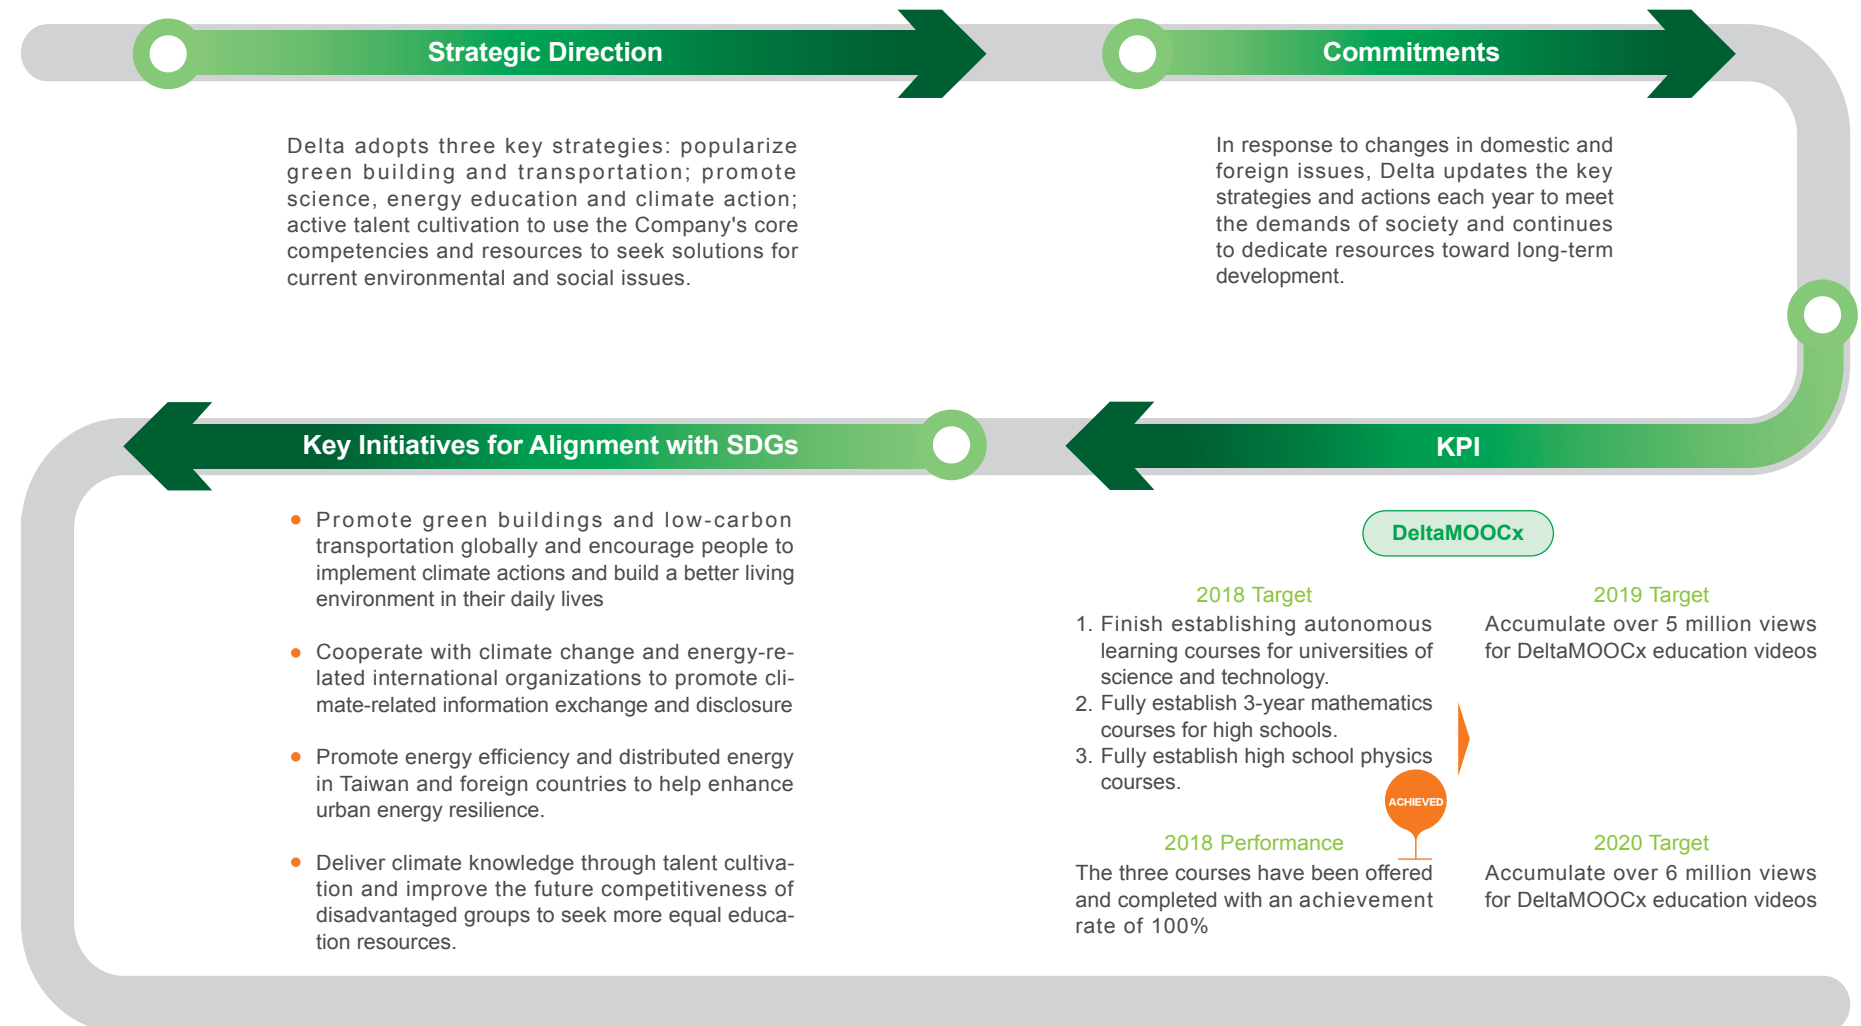 Strategic Direction
Delta adopts three key strategies: popularize
green building and transportation; promote
science, energy education and climate action;
active talent cultivation to use the Company's core
competencies and resources to seek solutions for
current environmental and social issues.
Commitments
In response to changes in domestic and
foreign issues, Delta updates the key
strategies and actions each year to meet
the demands of society and continues
to dedicate resources toward long-term
development.
KPI
DeltaMOOCx
2018 Target
1. Finish establishing autonomous
learning courses for universities of
science and technology.
2. Fully establish 3-year mathematics
courses for high schools.
3. Fully establish high school physics
courses.
ACHIEVED
2018 Performance
The three courses have been offered
and completed with an achievement
rate of 100%
2019 Target
Accumulate over 5 million views
for DeltaMOOCx education videos
2020 Target
Accumulate over 6 million views
for DeltaMOOCx education videos
Key Initiatives for Alignment with SDGs
• Promote green buildings and low-carbon
transportation globally and encourage people to
implement climate actions and build a better living
environment in their daily lives
• Cooperate with climate change and energy-re-
lated international organizations to promote cli-
mate-related information exchange and disclosure
• Promote energy efficiency and distributed energy
in Taiwan and foreign countries to help enhance
urban energy resilience.
• Deliver climate knowledge through talent cultiva-
tion and improve the future competitiveness of
disadvantaged groups to seek more equal educa-
tion resources.